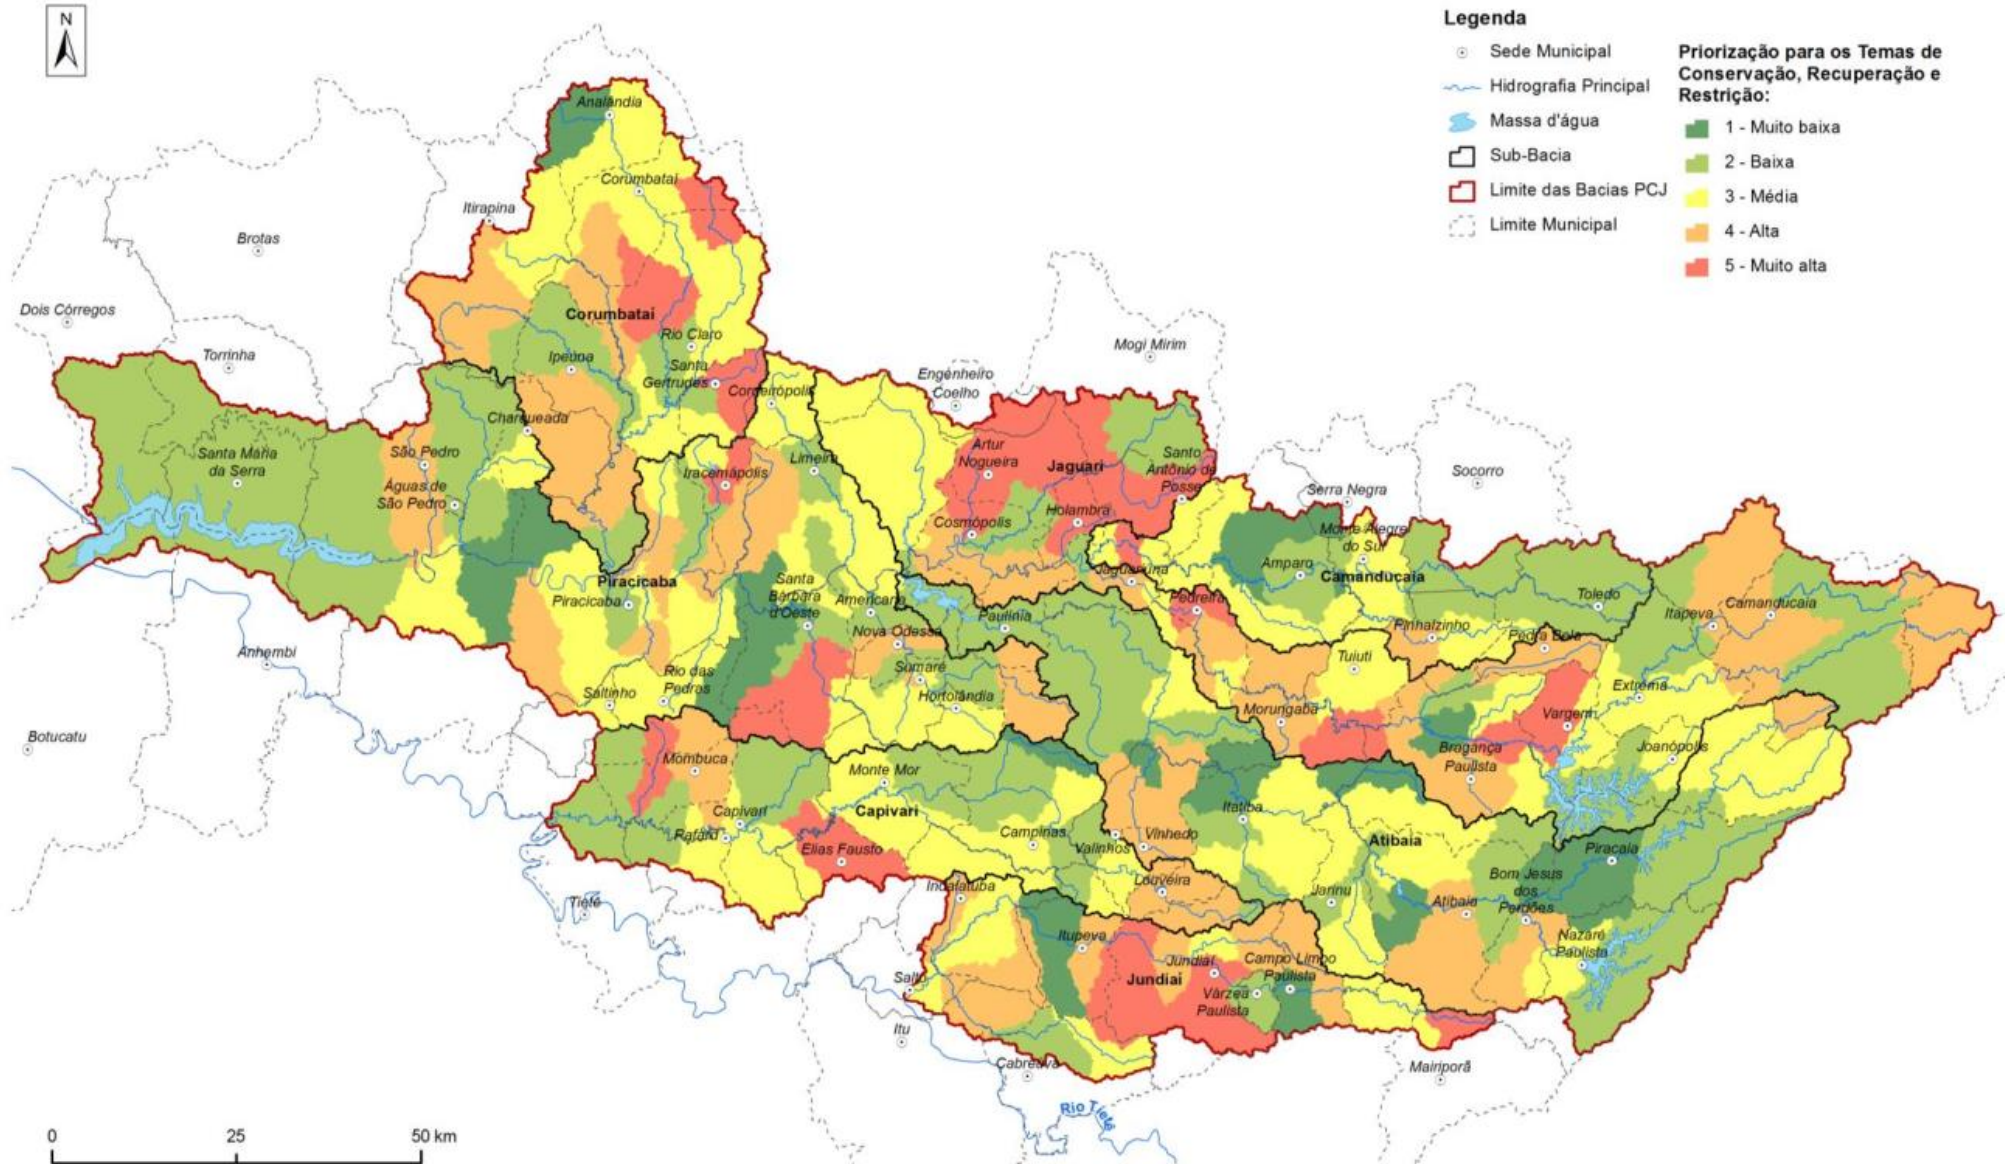 N
Legenda
Sede Municipal
Hidrografia Principal
Massa d'água
Sub-Bacia
Limite das Bacias PCJ
Limite Municipal
Priorização para os Temas de
Conservação, Recuperação e
Restrição:
1 - Muito baixa
2 - Baixa
3 - Média
4 - Alta
5 - Muito alta
Analândia
Corumbataí
Itirapina
Brotas
Dois Córregos
Torrinha
Corumbataí
Rio Claro
Ipeúna
Santa
Gertrudes
Cordeirópolis
Mogi Mirim
Engenheiro
Coelho
Charqueada
São Pedro
Santa Maria
da Serra
Águas de
São Pedro
Iracemápolis
Limeira
Artur
Nogueira
Jaguari
Santo
Antônio de
Posse
Serra Negra
Socorro
Cosmópolis
Holambra
Monte Alegre
do Sul
Amparo
Camanducaia
Jaguariúna
Piracicaba
Piracicaba
Santa
Bárbara
d'Oeste
Americana
Paulínia
Pedreira
Toledo
Itapeva
Camanducaia
Nova Odessa
Pinhalzinho
Pedra Bela
Anhembi
Sumaré
Tuiuti
Rio das
Pedras
Saltinho
Hortolândia
Extrema
Morungaba
Vargem
Botucatu
Joanópolis
Bragança
Paulista
Mombuca
Monte Mor
Capivari
Capivari
Rafard
Itatiba
Campinas
Vinhedo
Valinhos
Atibaia
Elias Fausto
Piracaia
Bom Jesus
dos
Perdões
Louveira
Indaiatuba
Jarinu
Atibaia
Tietê
Itupeva
Nazaré
Paulista
Jundiaí
Jundiaí
Campo Limpo
Paulista
Salto
Várzea
Paulista
Itu
Cabreúva
Mairiporã
Rio Tietê
0 25 50 km